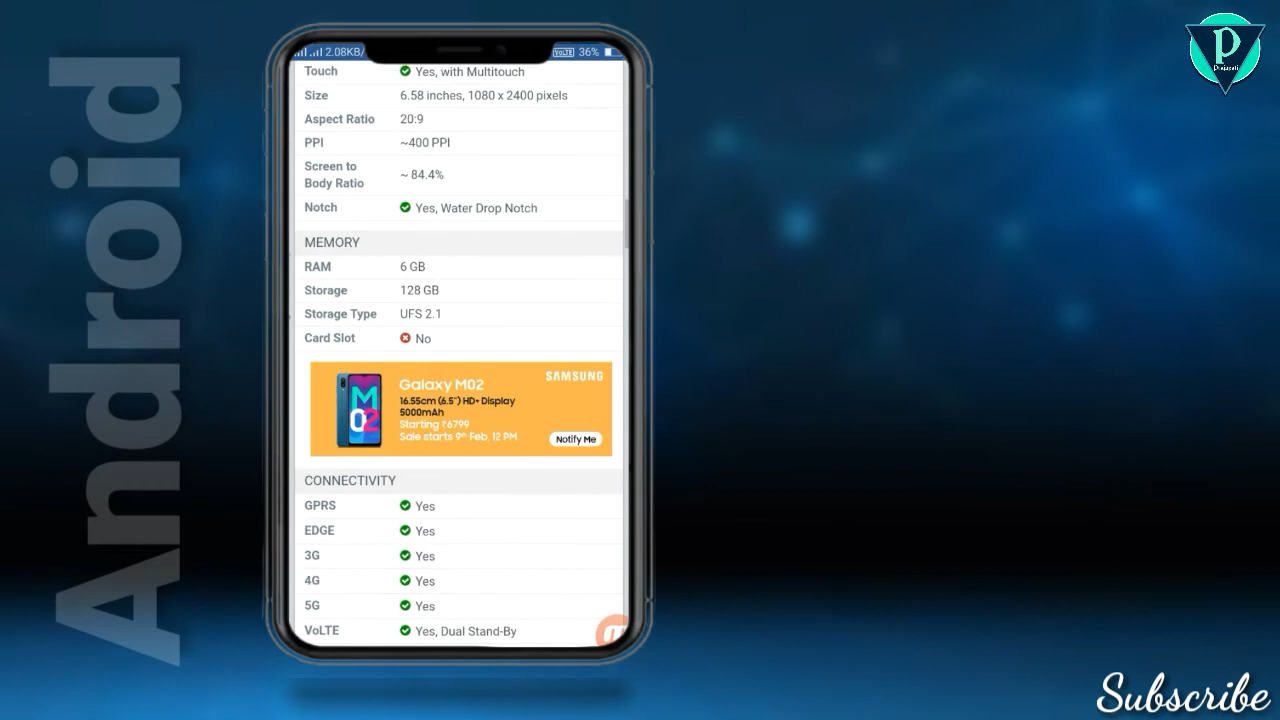 Android
2.08KB/
VoLTE 36%
Touch Yes, with Multitouch
Size 6.58 inches, 1080 x 2400 pixels
Aspect Ratio 20:9
PPI ~400 PPI
Screen to
Body Ratio ~ 84.4%
Notch Yes, Water Drop Notch
MEMORY
RAM 6 GB
Storage 128 GB
Storage Type UFS 2.1
Card Slot No
SAMSUNG
Galaxy M02
16.55cm (6.5") HD+ Display
5000mAh
Starting ₹6799
Sale starts 9th Feb, 12 PM
Notify Me
M
02
CONNECTIVITY
GPRS Yes
EDGE Yes
3G Yes
4G Yes
5G Yes
VoLTE Yes, Dual Stand-By
P
Prajapati
Subscribe